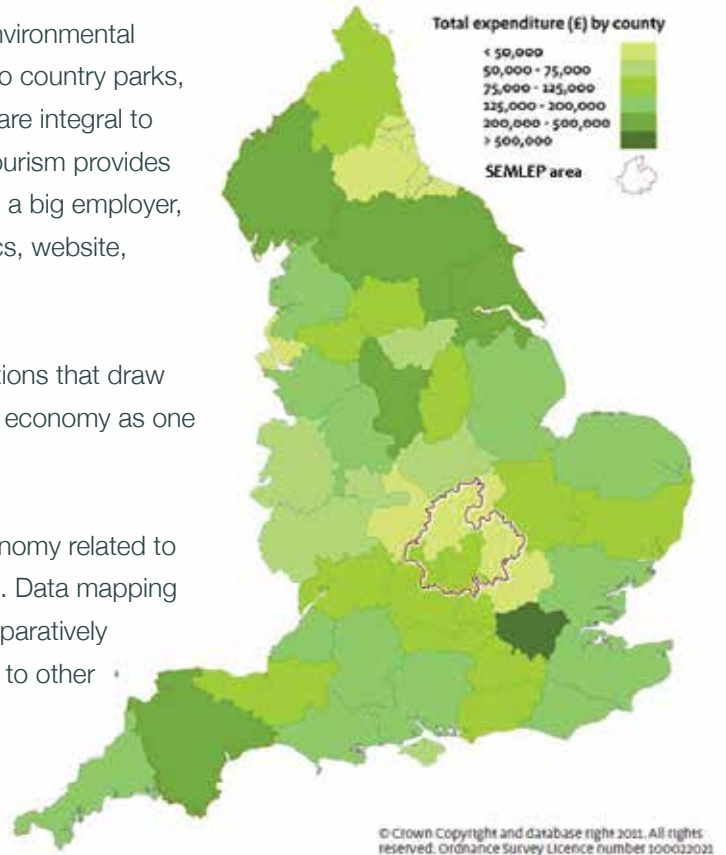 nvironmental
o country parks,
are integral to
ourism provides
a big employer,
cs, website,
tions that draw
economy as one
nomy related to
. Data mapping
paratively
to other
Total expenditure (£) by county
< 50,000
50,000 - 75,000
75,000 - 125,000
125,000 - 200,000
200,000 - 500,000
> 500,000
SEMLEP area
© Crown Copyright and database right 2011. All rights
reserved. Ordnance Survey Licence number 100022021